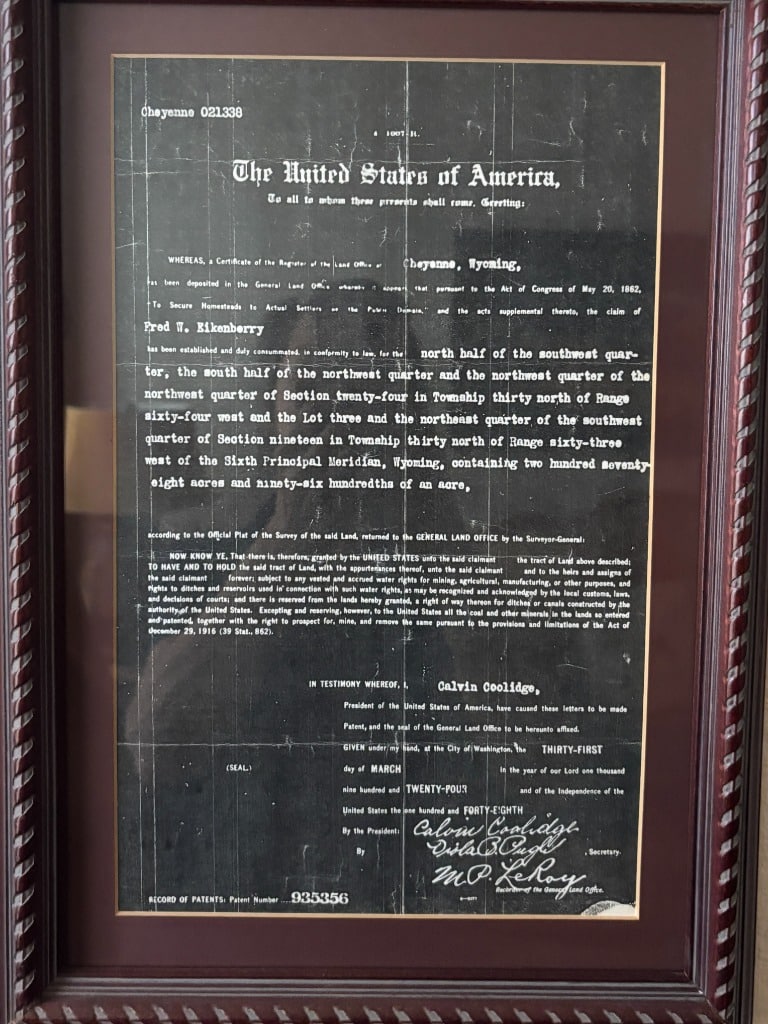 Cheyenne 021338
4—1007-R.
The United States of America,
To all to whom these presents shall come, Greeting:
WHEREAS, a Certificate of the Register of the Land Office at Cheyenne, Wyoming,
has been deposited in the General Land Office, whereby it appears that pursuant to the Act of Congress of May 20, 1862,
"To Secure Homesteads to Actual Settlers on the Public Domain," and the acts supplemental thereto, the claim of
Fred W. Eikenberry
has been established and duly consummated, in conformity to law, for the north half of the southwest quar-
ter, the south half of the northwest quarter and the northwest quarter of the
northwest quarter of Section twenty-four in Township thirty north of Range
sixty-four west and the Lot three and the northeast quarter of the southwest
quarter of Section nineteen in Township thirty north of Range sixty-three
west of the Sixth Principal Meridian, Wyoming, containing two hundred seventy-
eight acres and ninety-six hundredths of an acre,
according to the Official Plat of the Survey of the said Land, returned to the GENERAL LAND OFFICE by the Surveyor-General:
NOW KNOW YE, That there is, therefore, granted by the UNITED STATES unto the said claimant the tract of Land above described;
TO HAVE AND TO HOLD the said tract of Land, with the appurtenances thereof, unto the said claimant and to the heirs and assigns of
the said claimant forever; subject to any vested and accrued water rights for mining, agricultural, manufacturing, or other purposes, and
rights to ditches and reservoirs used in connection with such water rights, as may be recognized and acknowledged by the local customs, laws,
and decisions of courts; and there is reserved from the lands hereby granted, a right of way thereon for ditches or canals constructed by the
authority of the United States. Excepting and reserving, however, to the United States all the coal and other minerals in the lands so entered
and patented, together with the right to prospect for, mine, and remove the same pursuant to the provisions and limitations of the Act of
December 29, 1916 (39 Stat., 862).
IN TESTIMONY WHEREOF, I, Calvin Coolidge,
President of the United States of America, have caused these letters to be made
Patent, and the seal of the General Land Office to be hereunto affixed.
GIVEN under my hand, at the City of Washington, the THIRTY-FIRST
(SEAL) day of MARCH in the year of our Lord one thousand
nine hundred and TWENTY-FOUR and of the Independence of the
United States the one hundred and FORTY-EIGHTH
By the President: Calvin Coolidge
By Viola B. Pugh, Secretary.
M.P. LeRoy
Recorder of the General Land Office.
RECORD OF PATENTS: Patent Number 935356